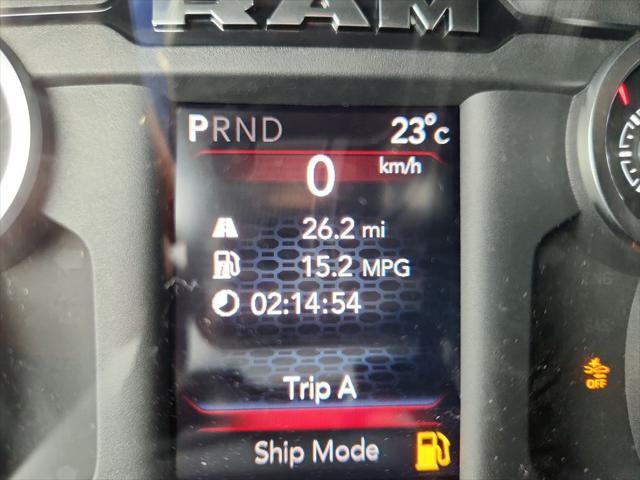 RAM
PRND 23°C
0 km/h
26.2 mi
15.2 MPG
02:14:54
Trip A
Ship Mode
OFF